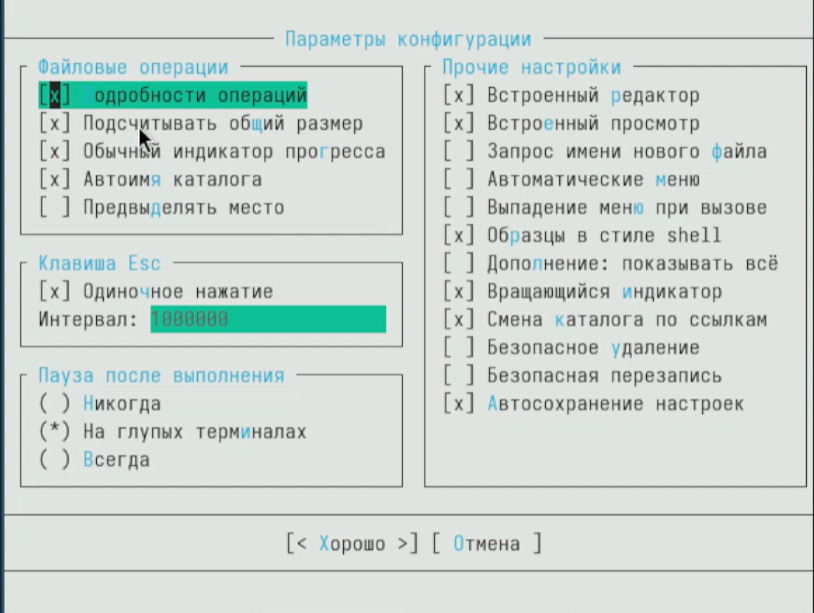 Параметры конфигурации
Файловые операции
[x] Подробности операций
[x] Подсчитывать общий размер
[x] Обычный индикатор прогресса
[x] Автоимя каталога
[ ] Предвыделять место
Клавиша Esc
[x] Одиночное нажатие
Интервал: 1000000
Пауза после выполнения
( ) Никогда
(*) На глупых терминалах
( ) Всегда
Прочие настройки
[x] Встроенный редактор
[x] Встроенный просмотр
[ ] Запрос имени нового файла
[ ] Автоматические меню
[ ] Выпадение меню при вызове
[x] Образцы в стиле shell
[ ] Дополнение: показывать всё
[x] Вращающийся индикатор
[x] Смена каталога по ссылкам
[ ] Безопасное удаление
[ ] Безопасная перезапись
[x] Автосохранение настроек
[< Хорошо >] [ Отмена ]